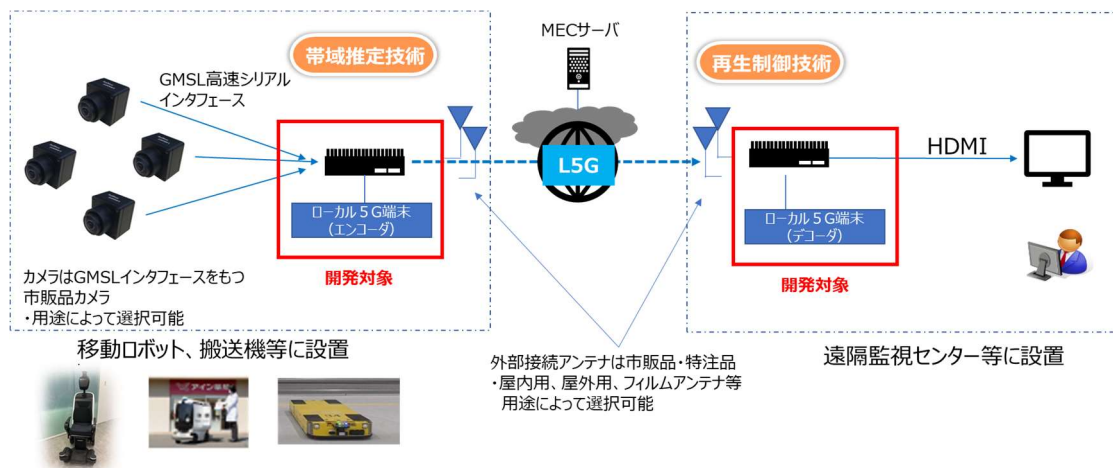 MECサーバ
帯域推定技術
再生制御技術
GMSL高速シリアル
インタフェース
HDMI
L5G
ローカル５G端末
(エンコーダ)
ローカル５G端末
(デコーダ)
開発対象
開発対象
カメラはGMSLインタフェースをもつ
市販品カメラ
・用途によって選択可能
移動ロボット、搬送機等に設置
外部接続アンテナは市販品・特注品
・屋内用、屋外用、フィルムアンテナ等
用途によって選択可能
遠隔監視センター等に設置
アイン薬局